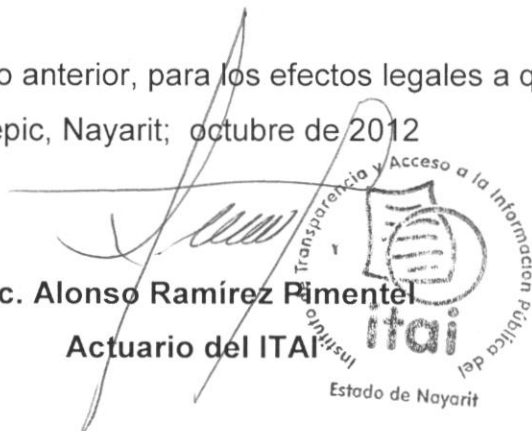 o anterior, para los efectos legales a q
epic, Nayarit; octubre de 2012
c. Alonso Ramírez Pimentel
Actuario del ITAI
Instituto de Transparencia y Acceso a la Información Pública del
itai
Estado de Nayarit